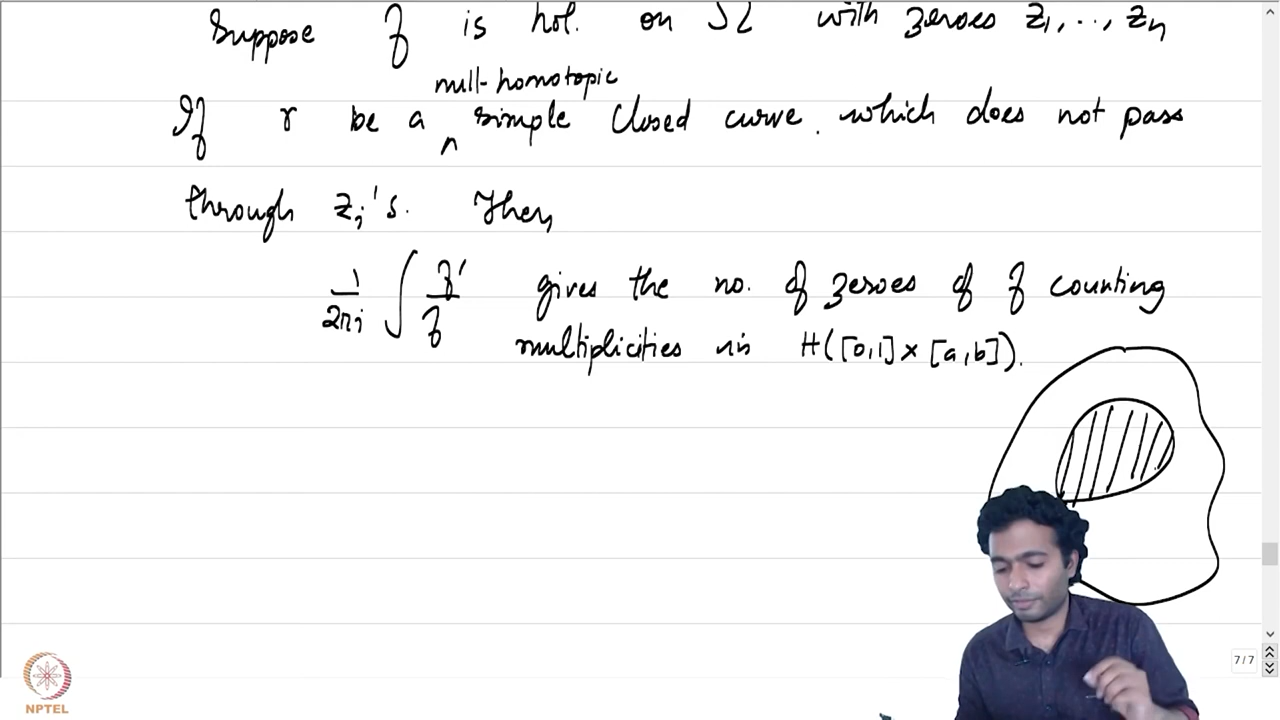 Suppose f is hol. on Ω with zeroes z₁, .., zₙ
null-homotopic
If γ be a ^ simple closed curve. which does not pass
through zᵢ's. Then
1/2πi ∫ f'/f gives the no. of zeroes of f counting
multiplicities in H([0,1] × [a,b]).
7/7
NPTEL